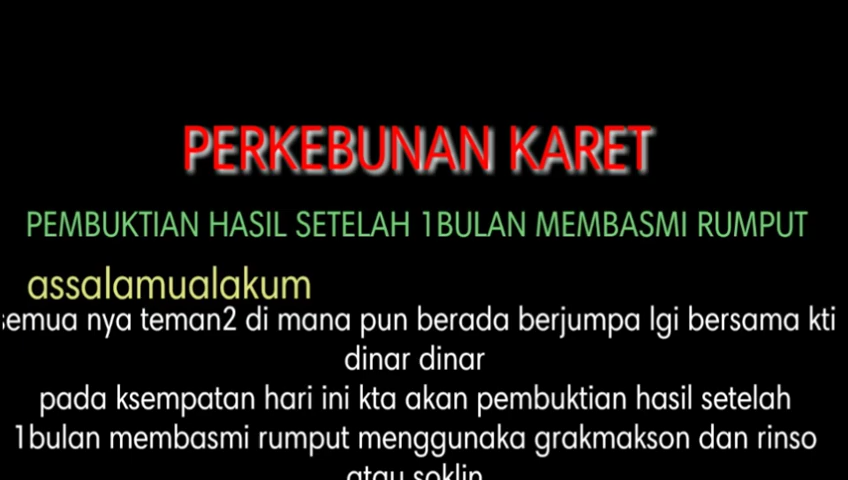 PERKEBUNAN KARET
PEMBUKTIAN HASIL SETELAH 1BULAN MEMBASMI RUMPUT
assalamualakum
semua nya teman2 di mana pun berada berjumpa lgi bersama kti
dinar dinar
pada ksempatan hari ini kta akan pembuktian hasil setelah
1bulan membasmi rumput menggunaka grakmakson dan rinso
atau soklin